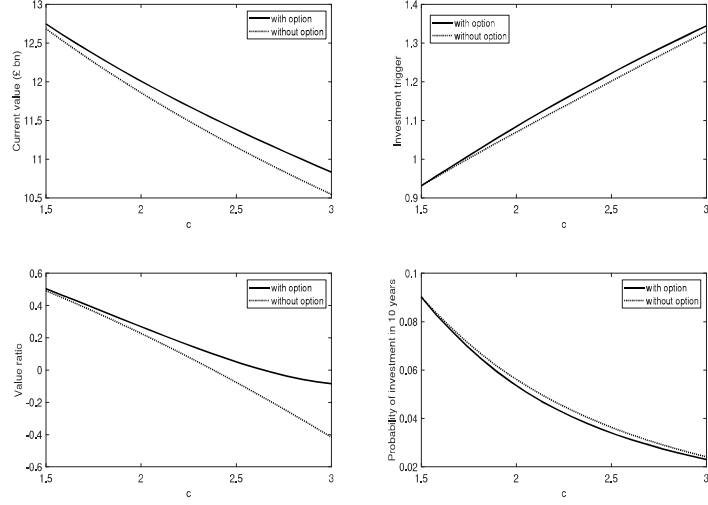 13
12.5
12
11.5
11
10.5
1.5
2
2.5
3
c
Current value (£ bn)
with option
without option
1.4
1.3
1.2
1.1
1
0.9
1.5
2
2.5
3
c
Investment trigger
with option
without option
0.6
0.4
0.2
0
-0.2
-0.4
-0.6
1.5
2
2.5
3
c
Value ratio
with option
without option
0.1
0.08
0.06
0.04
0.02
1.5
2
2.5
3
c
Probability of investment in 10 years
with option
without option